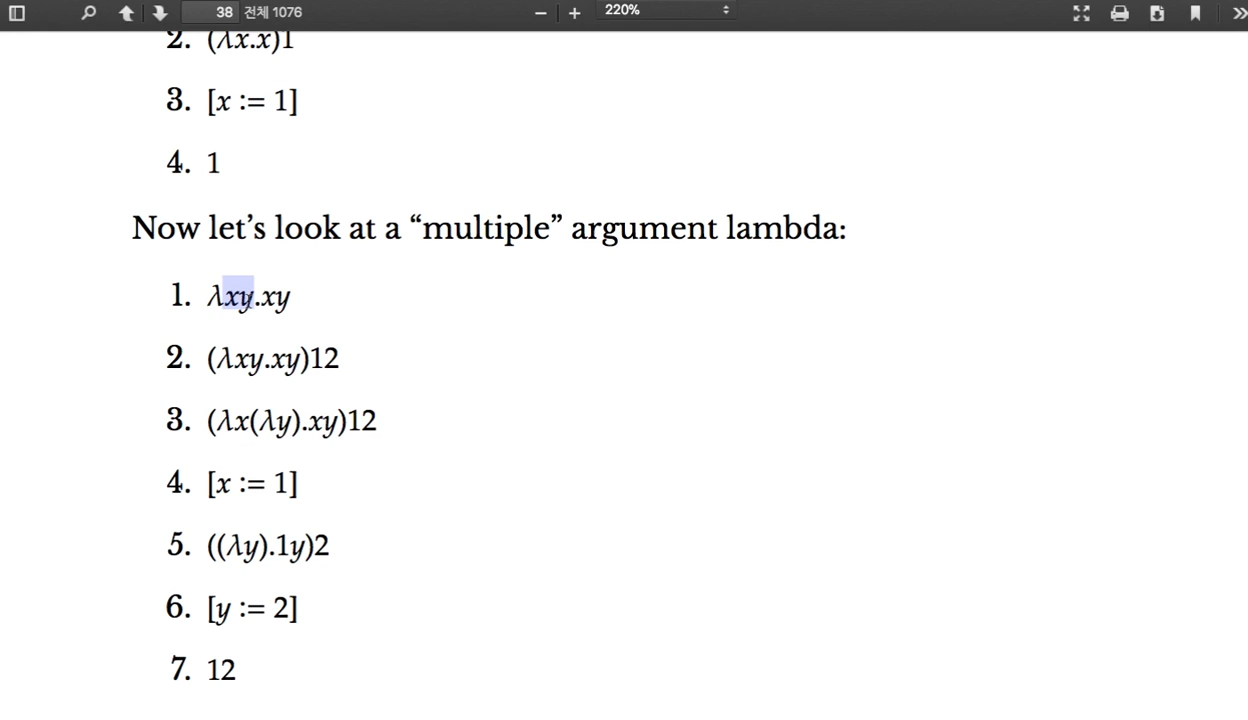 38 전체 1076 220%
2. (λx.x)1
3. [x := 1]
4. 1
Now let’s look at a “multiple” argument lambda:
1. λxy.xy
2. (λxy.xy)12
3. (λx(λy).xy)12
4. [x := 1]
5. ((λy).1y)2
6. [y := 2]
7. 12